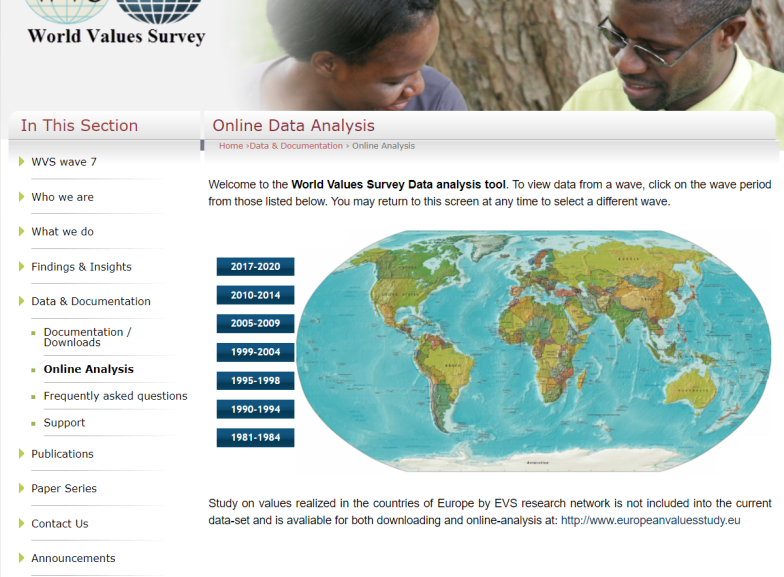 World Values Survey
In This Section
WVS wave 7
Who we are
What we do
Findings & Insights
Data & Documentation
Documentation /
Downloads
Online Analysis
Frequently asked questions
Support
Publications
Paper Series
Contact Us
Announcements
Online Data Analysis
Home ›Data & Documentation › Online Analysis
Welcome to the World Values Survey Data analysis tool. To view data from a wave, click on the wave period
from those listed below. You may return to this screen at any time to select a different wave.
2017-2020
2010-2014
2005-2009
1999-2004
1995-1998
1990-1994
1981-1984
Study on values realized in the countries of Europe by EVS research network is not included into the current
data-set and is avaliable for both downloading and online-analysis at: http://www.europeanvaluesstudy.eu